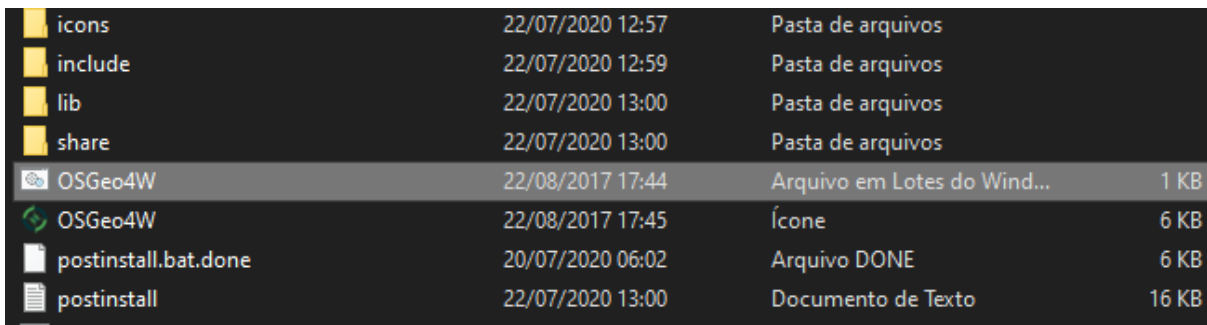 icons 22/07/2020 12:57 Pasta de arquivos
include 22/07/2020 12:59 Pasta de arquivos
lib 22/07/2020 13:00 Pasta de arquivos
share 22/07/2020 13:00 Pasta de arquivos
OSGeo4W 22/08/2017 17:44 Arquivo em Lotes do Wind... 1 KB
OSGeo4W 22/08/2017 17:45 Ícone 6 KB
postinstall.bat.done 20/07/2020 06:02 Arquivo DONE 6 KB
postinstall 22/07/2020 13:00 Documento de Texto 16 KB